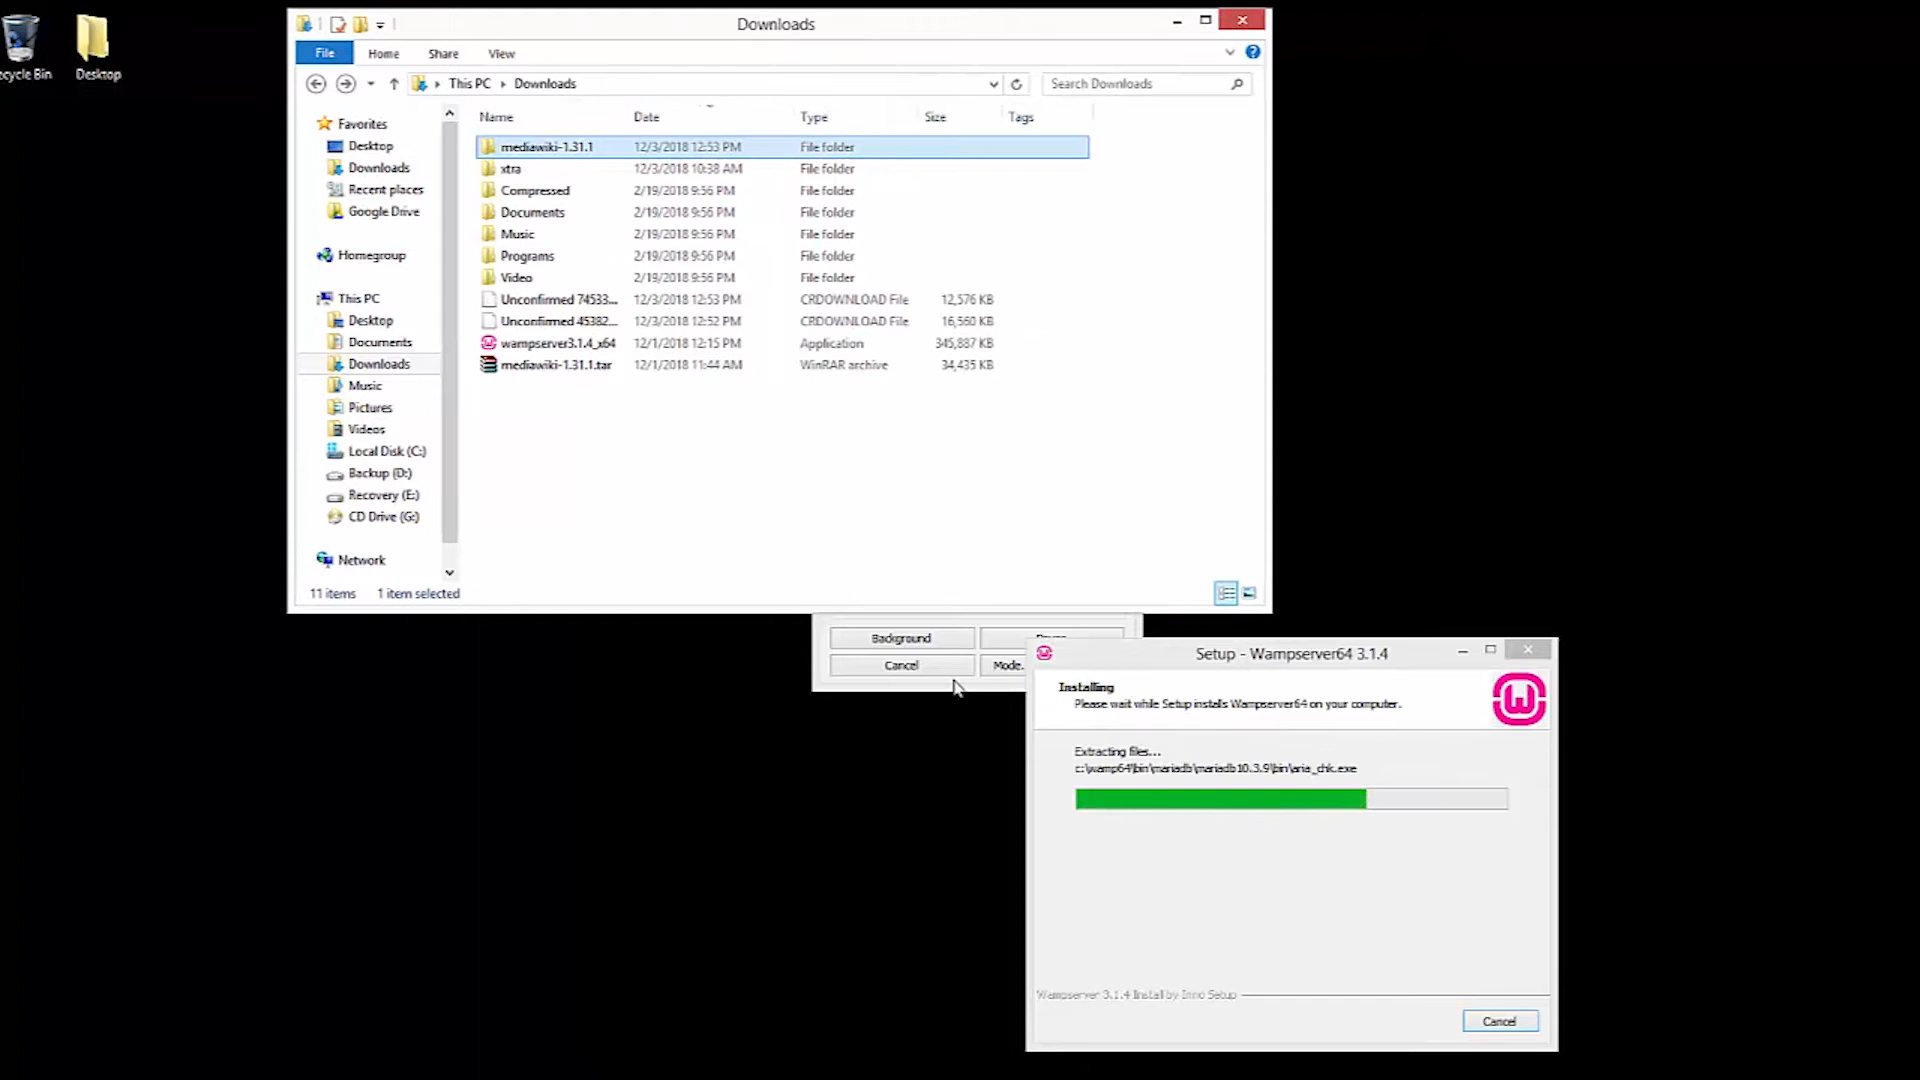 Downloads
File Home Share View
This PC Downloads
Search Downloads
ecycle Bin
Desktop
Favorites
Desktop
Downloads
Recent places
Google Drive
Homegroup
This PC
Desktop
Documents
Downloads
Music
Pictures
Videos
Local Disk (C:)
Backup (D:)
Recovery (E:)
CD Drive (G:)
Network
Name Date Type Size Tags
mediawiki-1.31.1 12/3/2018 12:53 PM File folder
xtra 12/3/2018 10:38 AM File folder
Compressed 2/19/2018 9:56 PM File folder
Documents 2/19/2018 9:56 PM File folder
Music 2/19/2018 9:56 PM File folder
Programs 2/19/2018 9:56 PM File folder
Video 2/19/2018 9:56 PM File folder
Unconfirmed 74533... 12/3/2018 12:53 PM CRDOWNLOAD File 12,576 KB
Unconfirmed 45382... 12/3/2018 12:52 PM CRDOWNLOAD File 16,560 KB
wampserver3.1.4_x64 12/1/2018 12:15 PM Application 345,887 KB
mediawiki-1.31.1.tar 12/1/2018 11:44 AM WinRAR archive 34,435 KB
11 items 1 item selected
Background
Cancel Mode.
Setup - Wampserver64 3.1.4
Installing
Please wait while Setup installs Wampserver64 on your computer.
Extracting files...
c:\wamp64\bin\mariadb\mariadb10.3.9\bin\aria_chk.exe
Wampserver 3.1.4 Install by Inno Setup
Cancel